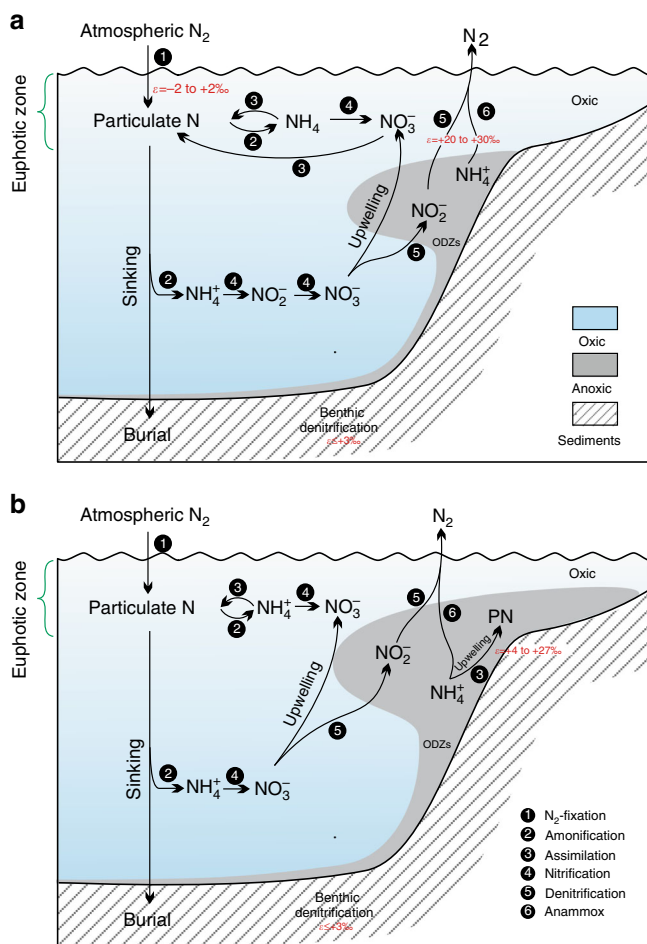 a
Atmospheric N₂
N2
1
ε=−2 to +2‰
Euphotic zone
3
4
5
6
Oxic
Particulate N
NH₄
NO₃⁻
2
ε=+20 to +30‰
3
NH₄⁺
NO₂⁻
Upwelling
ODZs
5
Sinking
2
NH₄⁺
4
NO₂⁻
4
NO₃⁻
Oxic
Anoxic
Sediments
Benthic
denitrification
ε≤+3‰
Burial
b
Atmospheric N₂
N₂
1
Euphotic zone
Oxic
3
4
5
6
Particulate N
NH₄⁺
NO₃⁻
PN
2
NO₂⁻
Upwelling
ε=+4 to +27‰
3
NH₄⁺
Upwelling
5
ODZs
Sinking
2
NH₄⁺
4
NO₃⁻
1 N₂-fixation
2 Amonification
3 Assimilation
4 Nitrification
5 Denitrification
6 Anammox
Benthic
denitrification
ε≤+3‰
Burial